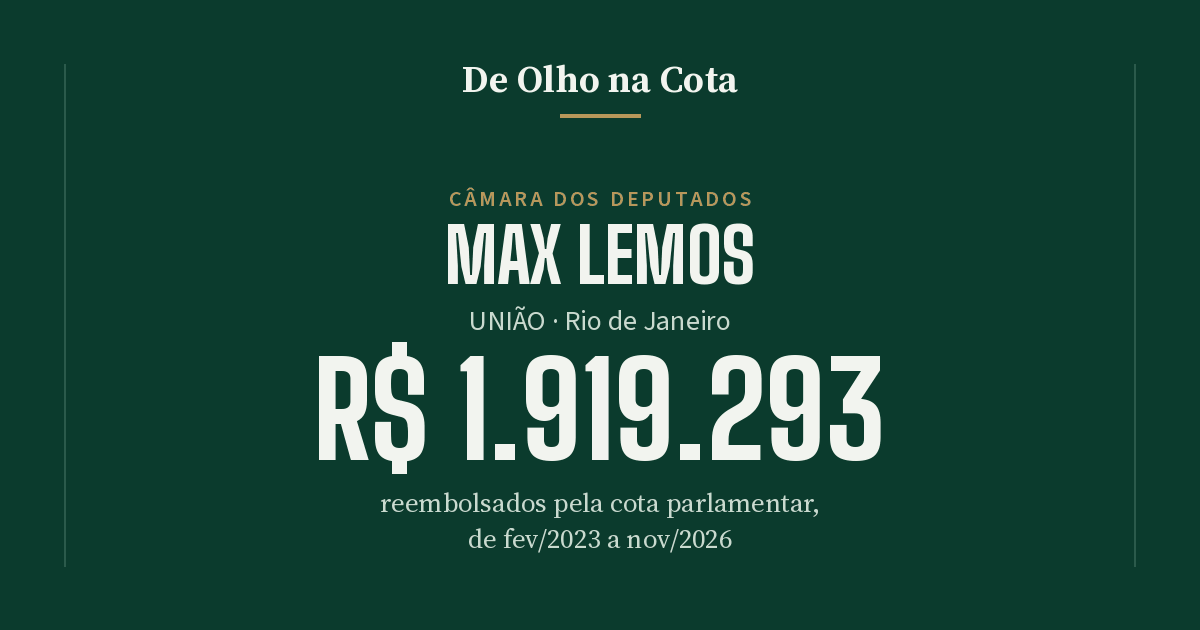 De Olho na Cota
CÂMARA DOS DEPUTADOS
MAX LEMOS
UNIÃO · Rio de Janeiro
R$ 1.919.293
reembolsados pela cota parlamentar,
de fev/2023 a nov/2026